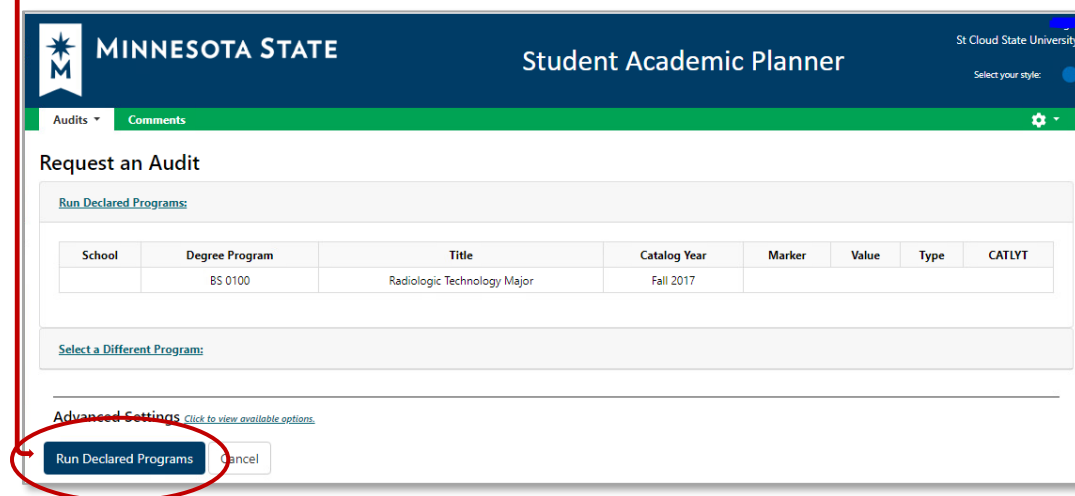 MINNESOTA STATE
Student Academic Planner
St Cloud State University
Select your style:
Audits Comments
Request an Audit
Run Declared Programs:
School Degree Program Title Catalog Year Marker Value Type CATLYT
BS 0100 Radiologic Technology Major Fall 2017
Select a Different Program:
Advanced Settings Click to view available options.
Run Declared Programs Cancel